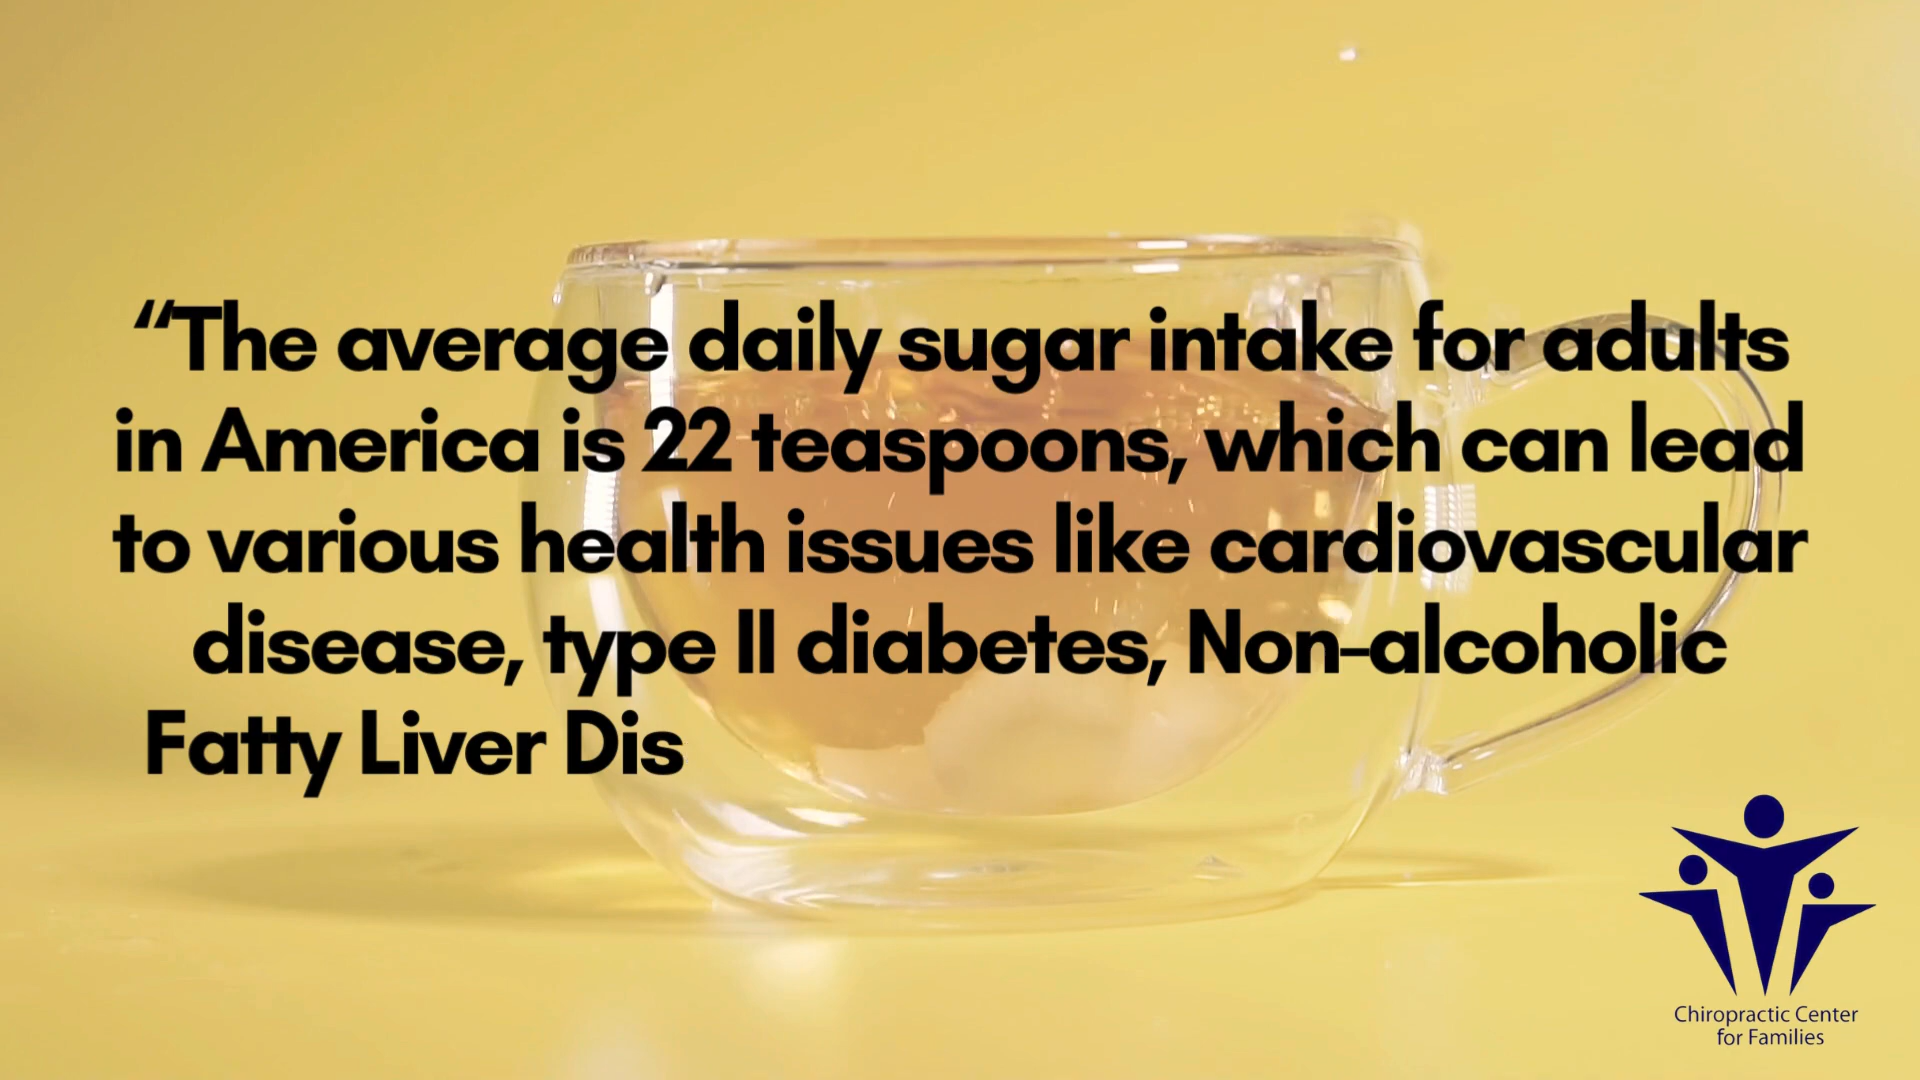 “The average daily sugar intake for adults
in America is 22 teaspoons, which can lead
to various health issues like cardiovascular
disease, type II diabetes, Non-alcoholic
Fatty Liver Dis
Chiropractic Center
for Families